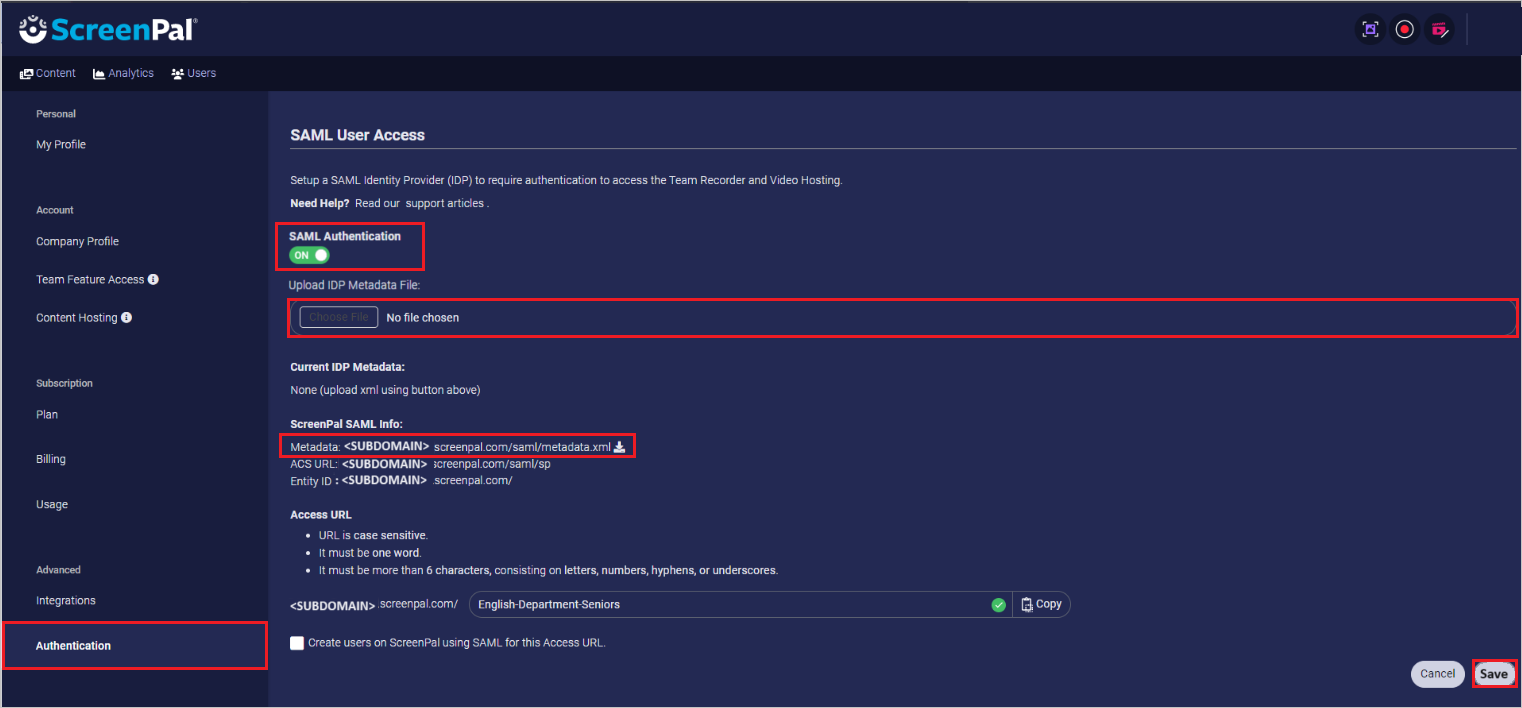 ScreenPal®
Content Analytics Users
Personal
My Profile
Account
Company Profile
Team Feature Access
Content Hosting
Subscription
Plan
Billing
Usage
Advanced
Integrations
Authentication
SAML User Access
Setup a SAML Identity Provider (IDP) to require authentication to access the Team Recorder and Video Hosting.
Need Help? Read our support articles .
SAML Authentication
ON
Upload IDP Metadata File:
Choose File No file chosen
Current IDP Metadata:
None (upload xml using button above)
ScreenPal SAML Info:
Metadata: <SUBDOMAIN> screenpal.com/saml/metadata.xml
ACS URL: <SUBDOMAIN> screenpal.com/saml/sp
Entity ID : <SUBDOMAIN> .screenpal.com/
Access URL
• URL is case sensitive.
• It must be one word.
• It must be more than 6 characters, consisting on letters, numbers, hyphens, or underscores.
<SUBDOMAIN> .screenpal.com/ English-Department-Seniors Copy
Create users on ScreenPal using SAML for this Access URL.
Cancel Save